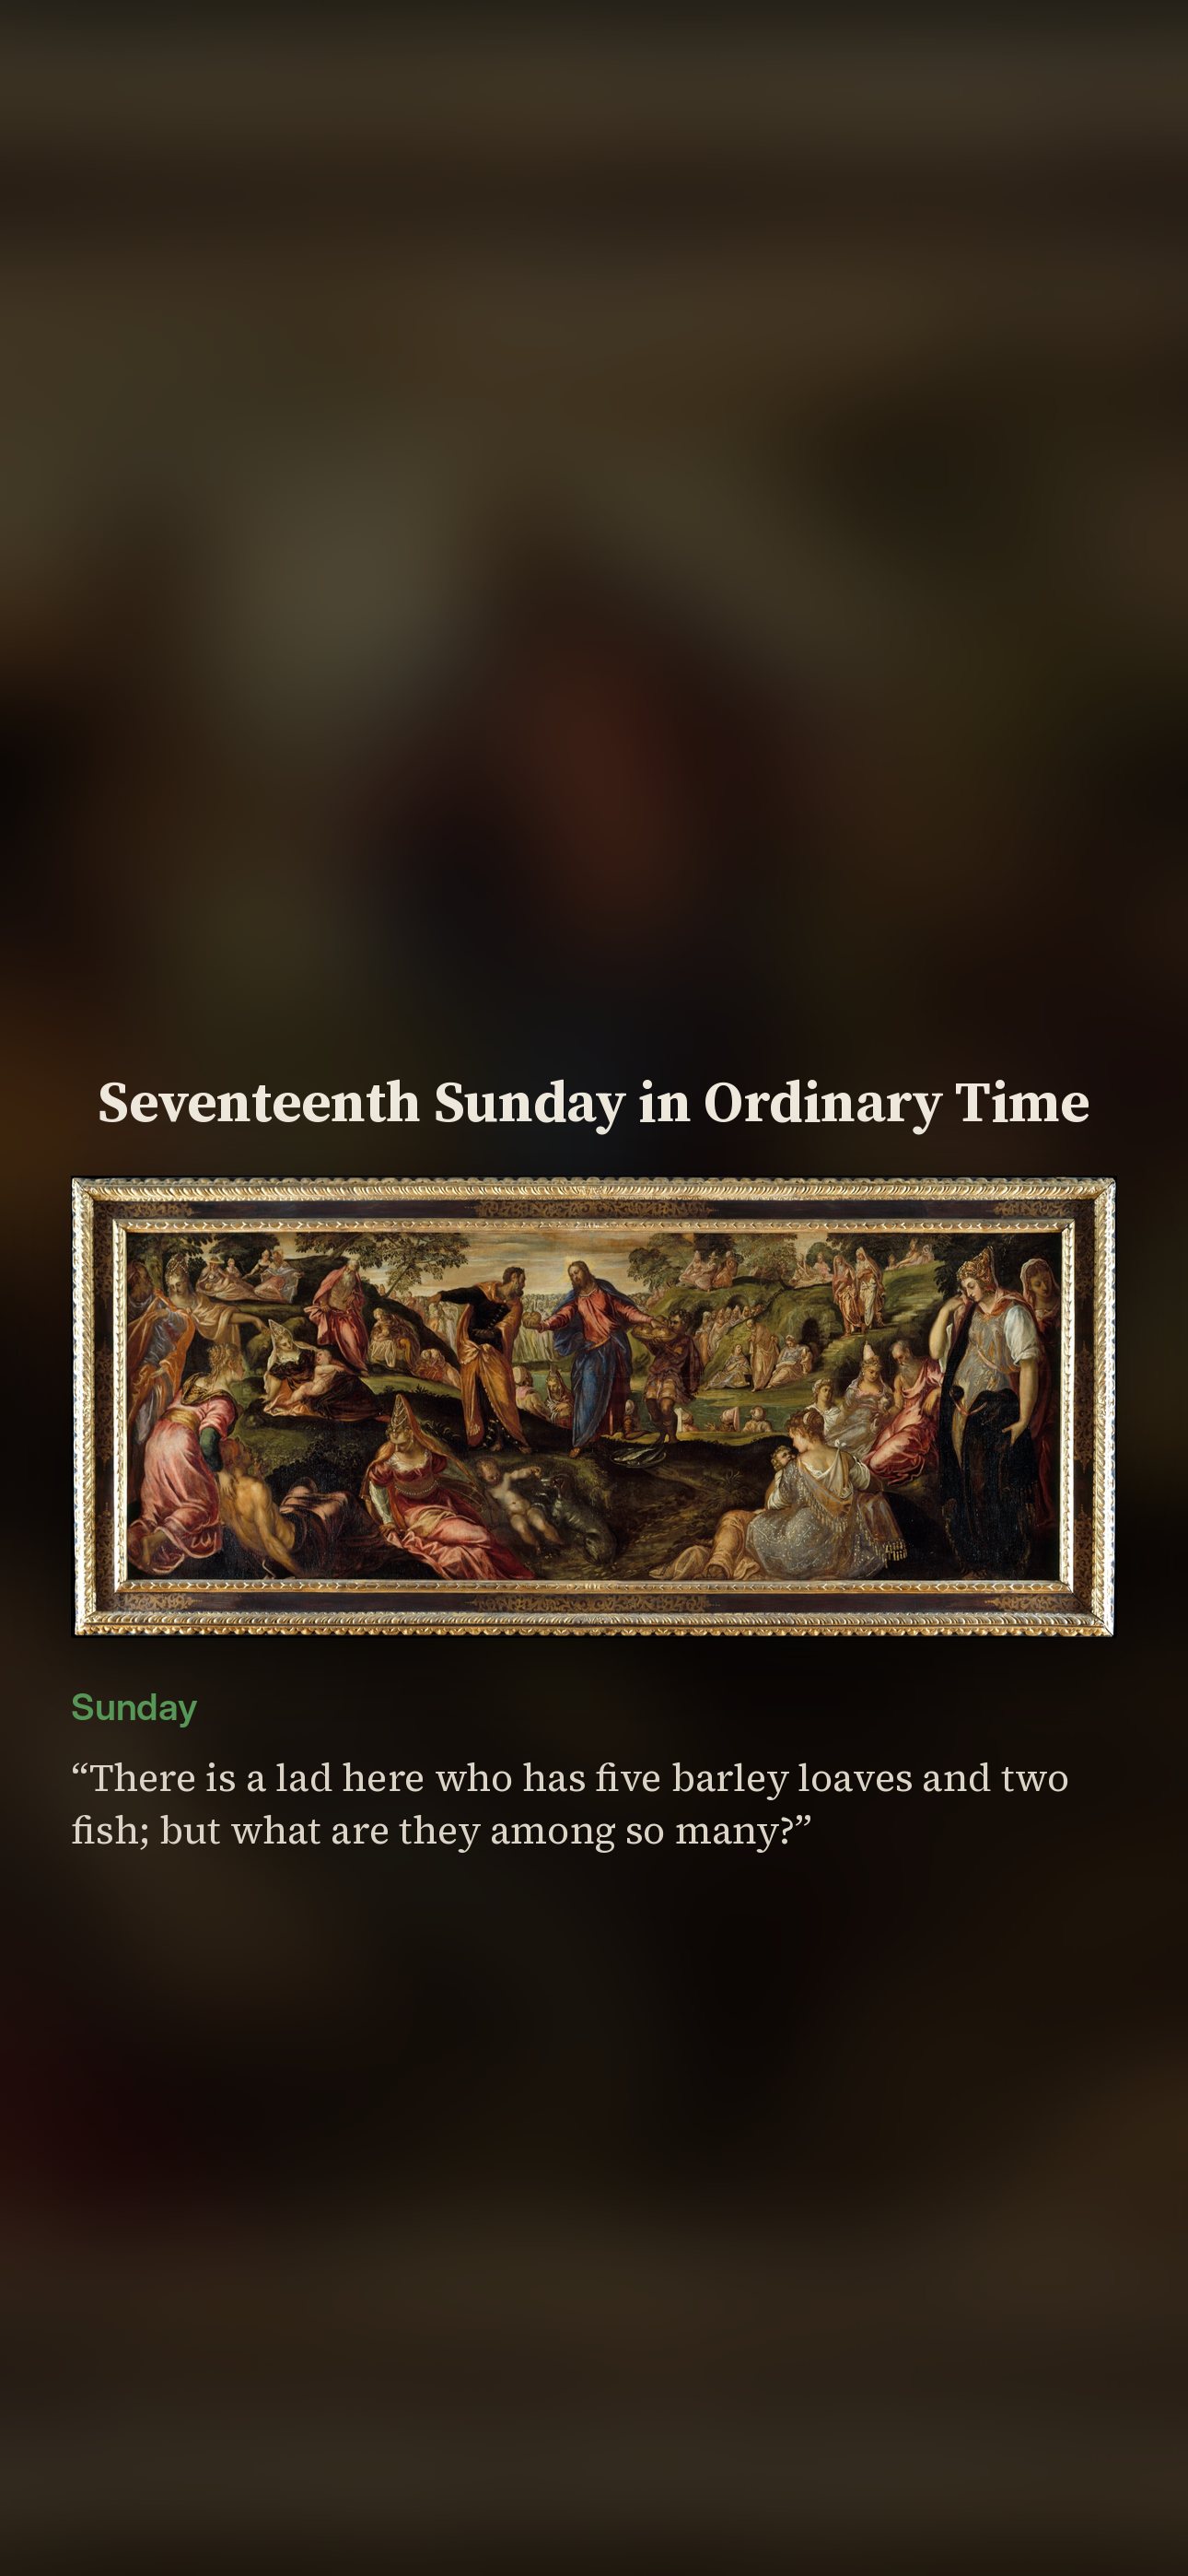 Seventeenth Sunday in Ordinary Time
Sunday
“There is a lad here who has five barley loaves and two
fish; but what are they among so many?”